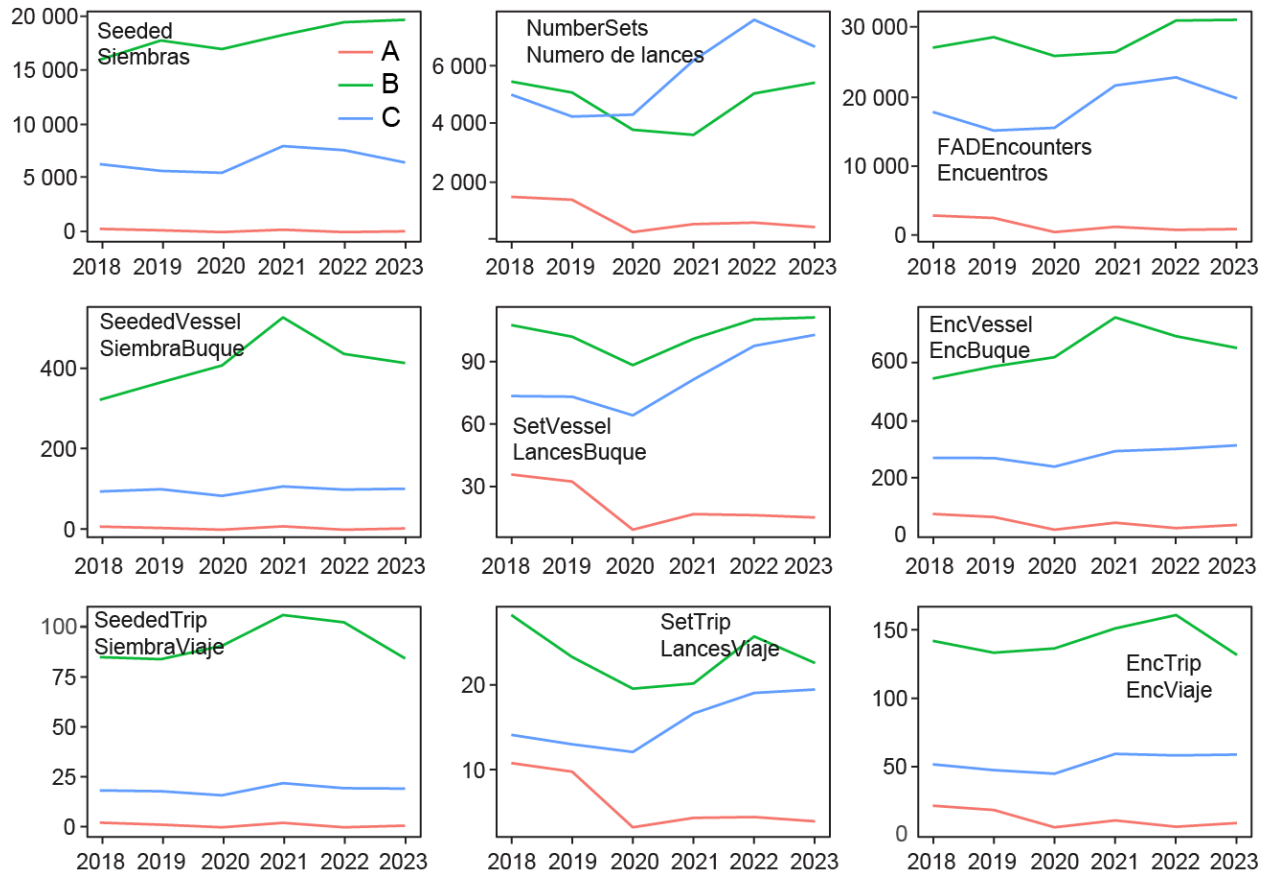 20 000
15 000
10 000
5 000
0
Seeded
Siembras
A
B
C
2018 2019 2020 2021 2022 2023
6 000
4 000
2 000
NumberSets
Numero de lances
2018 2019 2020 2021 2022 2023
30 000
20 000
10 000
0
FADEncounters
Encuentros
2018 2019 2020 2021 2022 2023
400
200
0
SeededVessel
SiembraBuque
2018 2019 2020 2021 2022 2023
90
60
30
SetVessel
LancesBuque
2018 2019 2020 2021 2022 2023
600
400
200
0
EncVessel
EncBuque
2018 2019 2020 2021 2022 2023
100
75
50
25
0
SeededTrip
SiembraViaje
2018 2019 2020 2021 2022 2023
20
10
SetTrip
LancesViaje
2018 2019 2020 2021 2022 2023
150
100
50
0
EncTrip
EncViaje
2018 2019 2020 2021 2022 2023